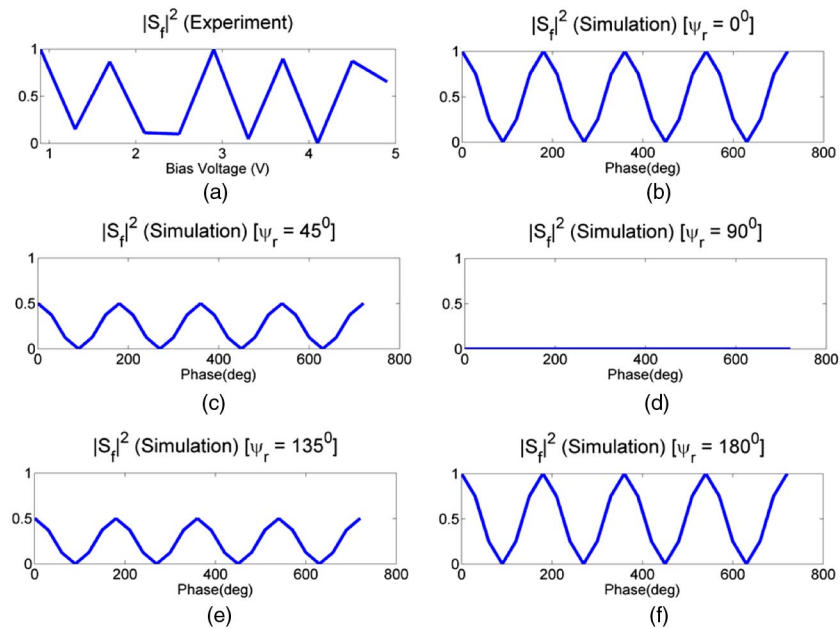 |S_f|^2 (Experiment)
1
0.5
0
1 2 3 4 5
Bias Voltage (V)
(a)
|S_f|^2 (Simulation) [ψ_r = 0^0]
1
0.5
0
0 200 400 600 800
Phase(deg)
(b)
|S_f|^2 (Simulation) [ψ_r = 45^0]
1
0.5
0
0 200 400 600 800
Phase(deg)
(c)
|S_f|^2 (Simulation) [ψ_r = 90^0]
1
0.5
0
0 200 400 600 800
Phase(deg)
(d)
|S_f|^2 (Simulation) [ψ_r = 135^0]
1
0.5
0
0 200 400 600 800
Phase(deg)
(e)
|S_f|^2 (Simulation) [ψ_r = 180^0]
1
0.5
0
0 200 400 600 800
Phase(deg)
(f)